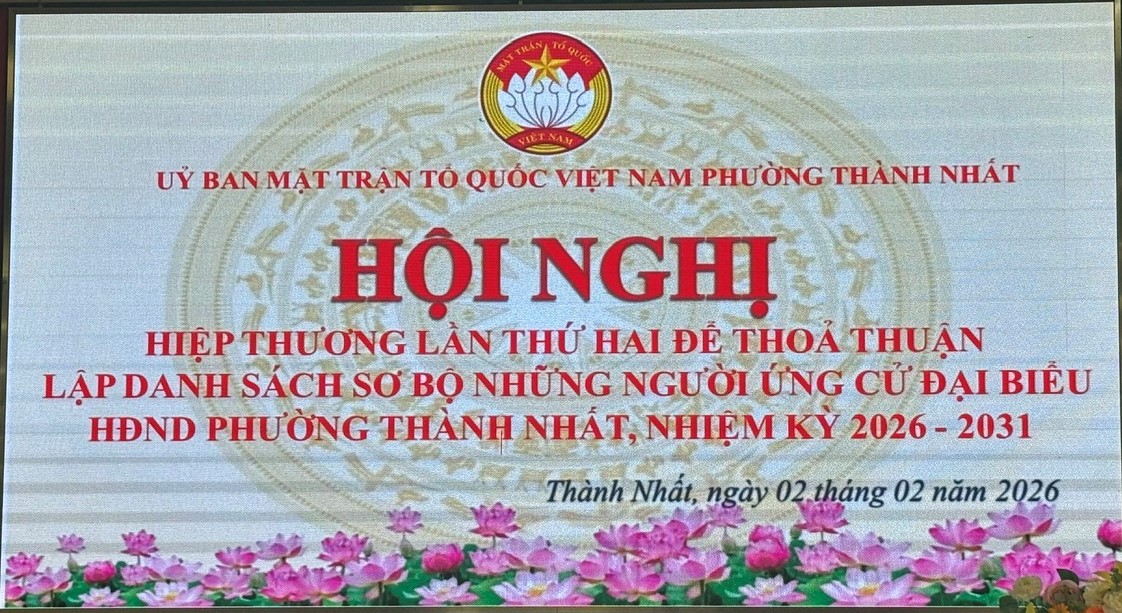 MẶT TRẬN TỔ QUỐC
VIỆT NAM
UỶ BAN MẶT TRẬN TỔ QUỐC VIỆT NAM PHƯỜNG THÀNH NHẤT
HỘI NGHỊ
HIỆP THƯƠNG LẦN THỨ HAI ĐỂ THOẢ THUẬN
LẬP DANH SÁCH SƠ BỘ NHỮNG NGƯỜI ỨNG CỬ ĐẠI BIỂU
HĐND PHƯỜNG THÀNH NHẤT, NHIỆM KỲ 2026 - 2031
Thành Nhất, ngày 02 tháng 02 năm 2026